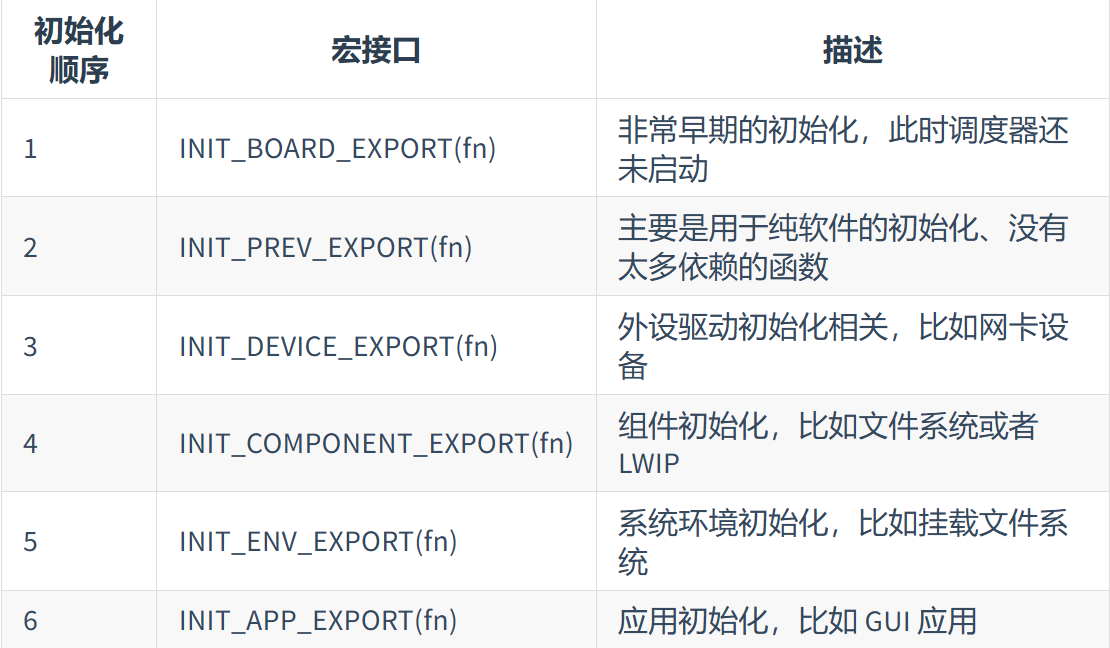 初始化
顺序
宏接口
描述
1
INIT_BOARD_EXPORT(fn)
非常早期的初始化，此时调度器还
未启动
2
INIT_PREV_EXPORT(fn)
主要是用于纯软件的初始化、没有
太多依赖的函数
3
INIT_DEVICE_EXPORT(fn)
外设驱动初始化相关，比如网卡设
备
4
INIT_COMPONENT_EXPORT(fn)
组件初始化，比如文件系统或者
LWIP
5
INIT_ENV_EXPORT(fn)
系统环境初始化，比如挂载文件系
统
6
INIT_APP_EXPORT(fn)
应用初始化，比如 GUI 应用